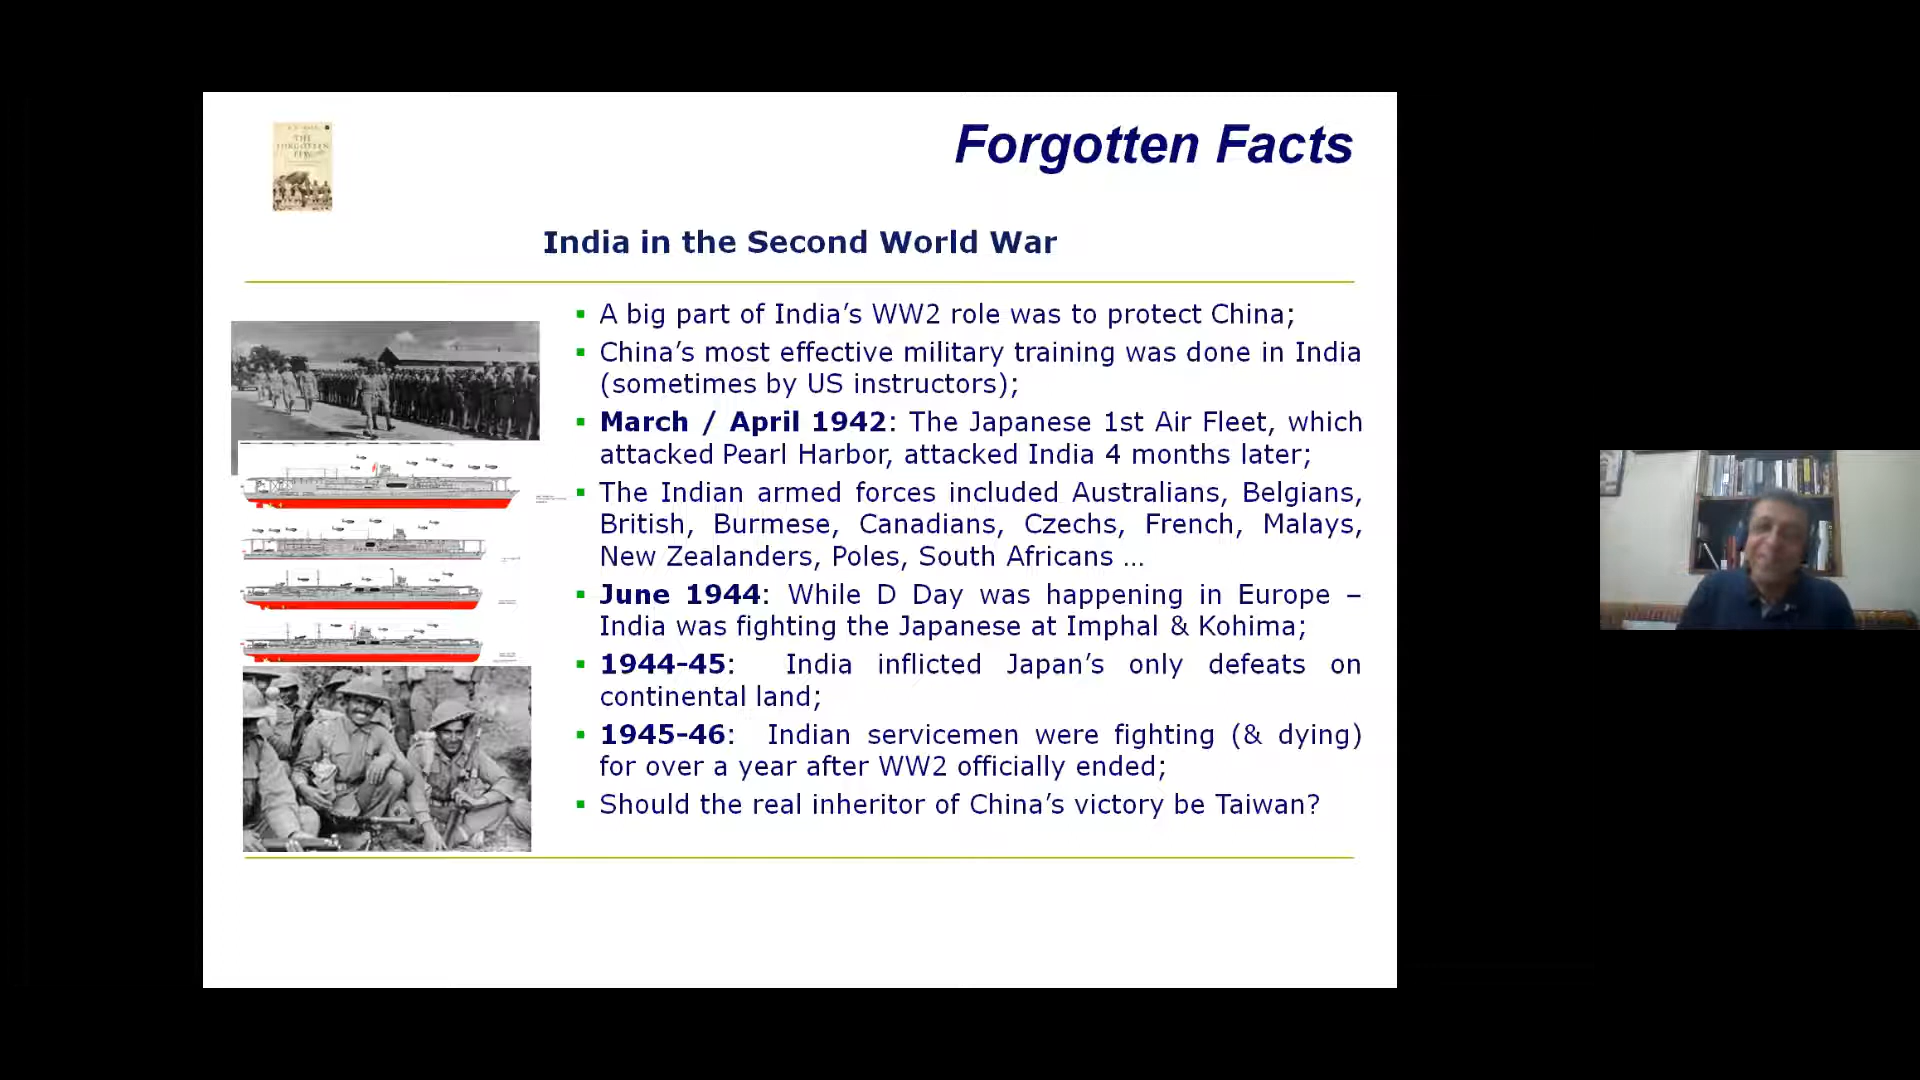 THE
FORGOTTEN
FEW
Forgotten Facts
India in the Second World War
▪ A big part of India’s WW2 role was to protect China;
▪ China’s most effective military training was done in India
(sometimes by US instructors);
▪ March / April 1942: The Japanese 1st Air Fleet, which
attacked Pearl Harbor, attacked India 4 months later;
▪ The Indian armed forces included Australians, Belgians,
British, Burmese, Canadians, Czechs, French, Malays,
New Zealanders, Poles, South Africans ...
▪ June 1944: While D Day was happening in Europe –
India was fighting the Japanese at Imphal & Kohima;
▪ 1944-45: India inflicted Japan’s only defeats on
continental land;
▪ 1945-46: Indian servicemen were fighting (& dying)
for over a year after WW2 officially ended;
▪ Should the real inheritor of China’s victory be Taiwan?